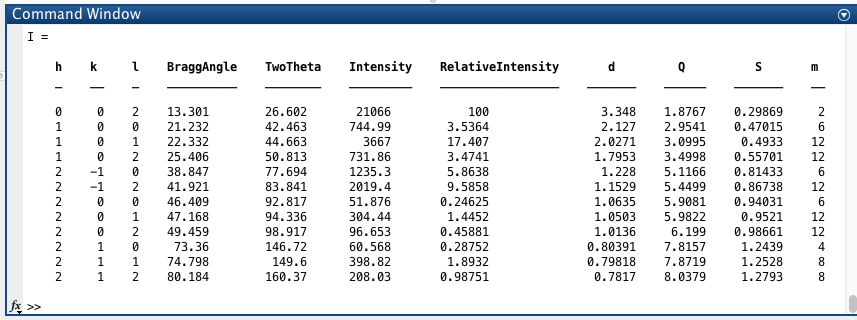 Command Window
I =
h k l BraggAngle TwoTheta Intensity RelativeIntensity d Q S m
0 0 2 13.301 26.602 21066 100 3.348 1.8767 0.29869 2
1 0 0 21.232 42.463 744.99 3.5364 2.127 2.9541 0.47015 6
1 0 1 22.332 44.663 3667 17.407 2.0271 3.0995 0.4933 12
1 0 2 25.406 50.813 731.86 3.4741 1.7953 3.4998 0.55701 12
2 −1 0 38.847 77.694 1235.3 5.8638 1.228 5.1166 0.81433 6
2 −1 2 41.921 83.841 2019.4 9.5858 1.1529 5.4499 0.86738 12
2 0 0 46.409 92.817 51.876 0.24625 1.0635 5.9081 0.94031 6
2 0 1 47.168 94.336 304.44 1.4452 1.0503 5.9822 0.9521 12
2 0 2 49.459 98.917 96.653 0.45881 1.0136 6.199 0.98661 12
2 1 0 73.36 146.72 60.568 0.28752 0.80391 7.8157 1.2439 4
2 1 1 74.798 149.6 398.82 1.8932 0.79818 7.8719 1.2528 8
2 1 2 80.184 160.37 208.03 0.98751 0.7817 8.0379 1.2793 8
fx >>